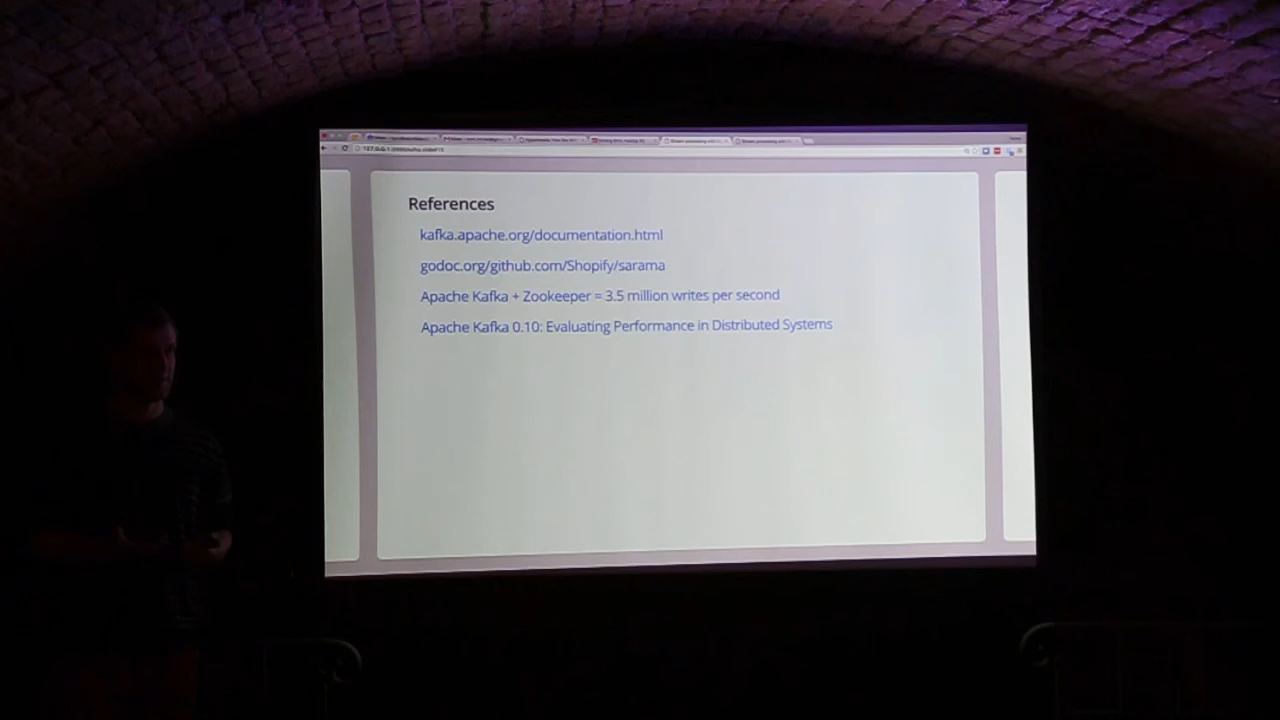 References
kafka.apache.org/documentation.html
godoc.org/github.com/Shopify/sarama
Apache Kafka + Zookeeper = 3.5 million writes per second
Apache Kafka 0.10: Evaluating Performance in Distributed Systems